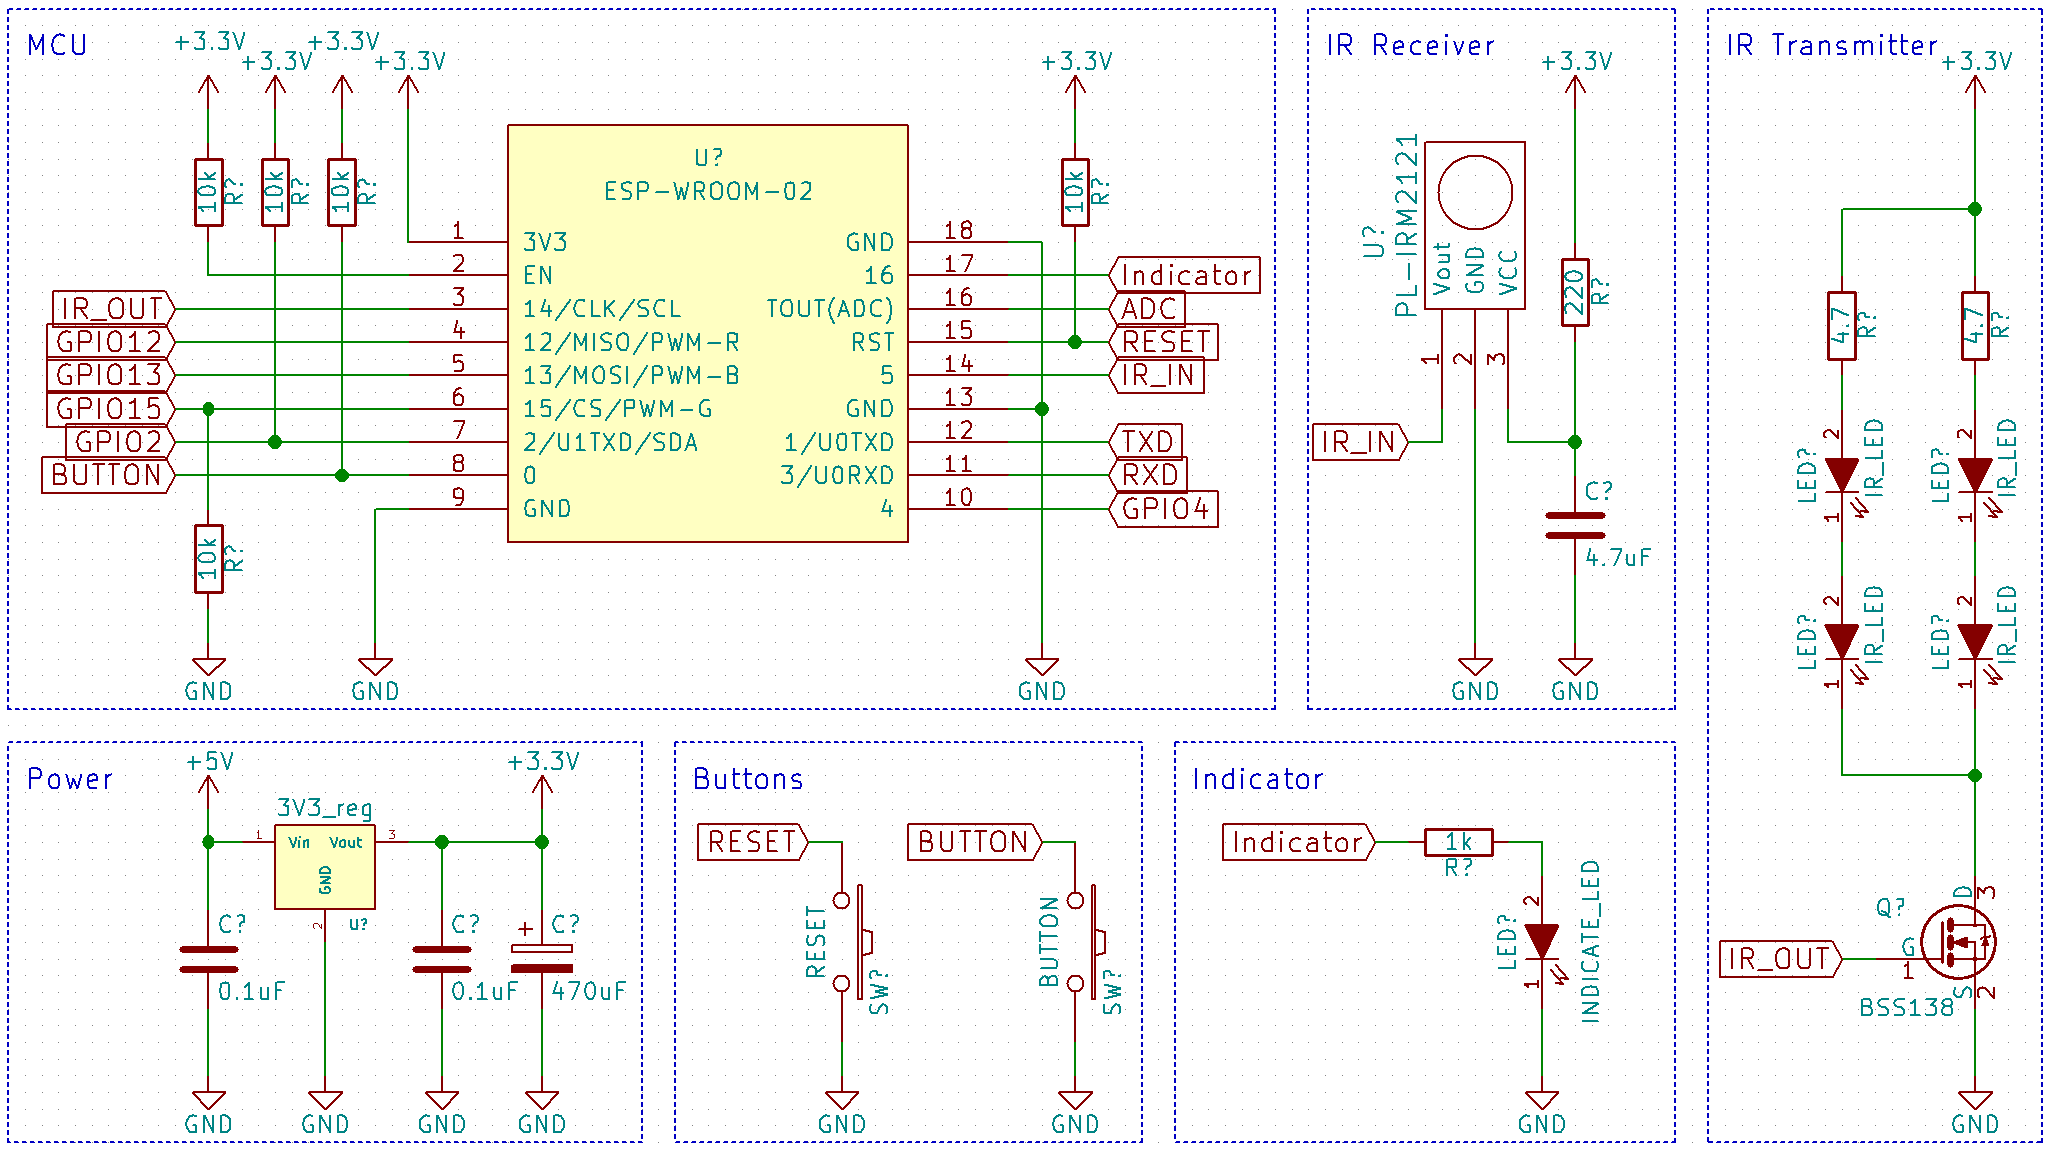 MCU
+3.3V
+3.3V
+3.3V
+3.3V
+3.3V
10k
R?
10k
R?
10k
R?
10k
R?
U?
ESP-WROOM-02
1
3V3
GND
18
2
EN
16
17
Indicator
IR_OUT
3
14/CLK/SCL
TOUT(ADC)
16
ADC
GPIO12
4
12/MISO/PWM-R
RST
15
RESET
GPIO13
5
13/MOSI/PWM-B
5
14
IR_IN
GPIO15
6
15/CS/PWM-G
GND
13
GPIO2
7
2/U1TXD/SDA
1/U0TXD
12
TXD
BUTTON
8
0
3/U0RXD
11
RXD
9
GND
4
10
GPIO4
10k
R?
GND
GND
GND
IR Receiver
+3.3V
U?
PL-IRM2121
Vout
GND
VCC
1
2
3
220
R?
IR_IN
C?
4.7uF
GND
GND
IR Transmitter
+3.3V
4.7
R?
4.7
R?
2
LED?
IR_LED
1
2
LED?
IR_LED
1
2
LED?
IR_LED
1
2
LED?
IR_LED
1
Q?
D
3
G
1
IR_OUT
S
2
BSS138
GND
Power
+5V
+3.3V
3V3_reg
1
Vin
Vout
3
GND
2
U?
C?
0.1uF
C?
0.1uF
+
C?
470uF
GND
GND
GND
GND
Buttons
RESET
BUTTON
RESET
SW?
BUTTON
SW?
GND
GND
Indicator
Indicator
1k
R?
2
LED?
INDICATE_LED
1
GND